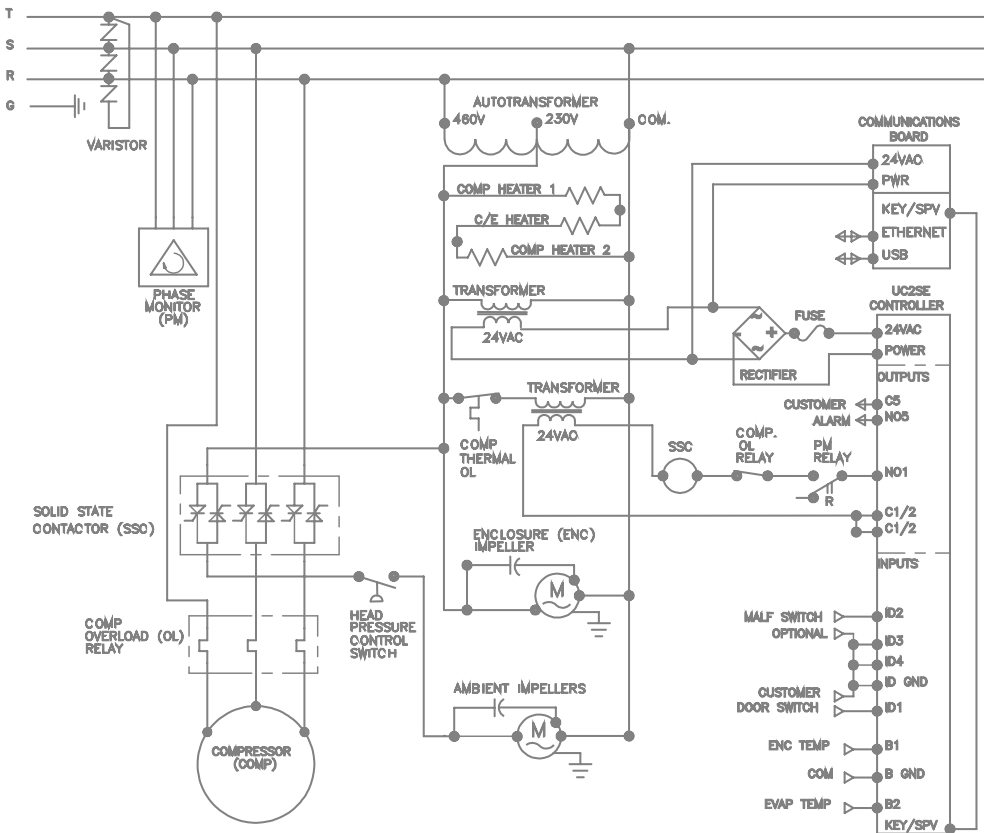 T
S
R
G
VARISTOR
PHASE
MONITOR
(PM)
AUTOTRANSFORMER
460V
230V
COM.
COMP HEATER 1
C/E HEATER
COMP HEATER 2
TRANSFORMER
24VAC
COMMUNICATIONS
BOARD
24VAC
PWR
KEY/SPV
ETHERNET
USB
UC2SE
CONTROLLER
FUSE
24VAC
POWER
~
- +
~
RECTIFIER
OUTPUTS
TRANSFORMER
24VAC
COMP
THERMAL
OL
CUSTOMER
ALARM
C5
NO5
SSC
COMP.
OL
RELAY
PM
RELAY
R
NO1
C1/2
C1/2
SOLID STATE
CONTACTOR (SSC)
ENCLOSURE (ENC)
IMPELLER
M
INPUTS
COMP
OVERLOAD (OL)
RELAY
HEAD
PRESSURE
CONTROL
SWITCH
MALF SWITCH
OPTIONAL
ID2
ID3
ID4
ID GND
CUSTOMER
DOOR SWITCH
ID1
AMBIENT IMPELLERS
M
COMPRESSOR
(COMP)
ENC TEMP
B1
COM
B GND
EVAP TEMP
B2
KEY/SPV